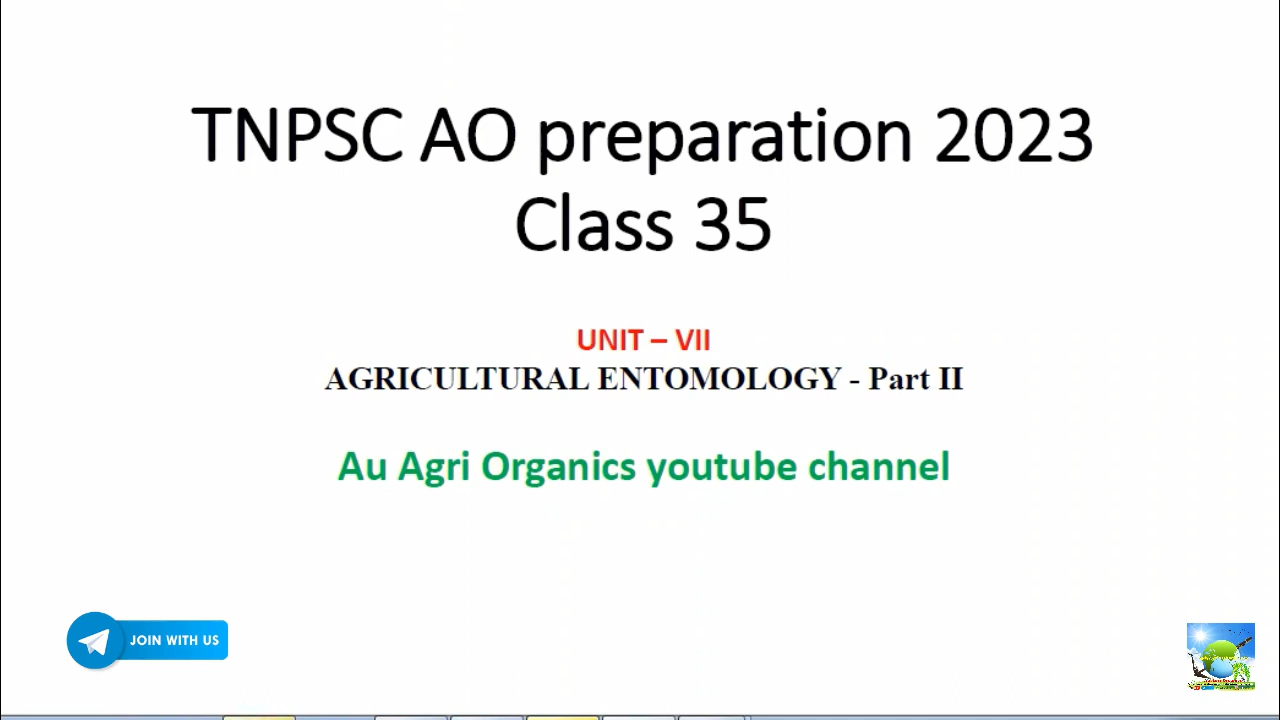 TNPSC AO preparation 2023
Class 35
UNIT – VII
AGRICULTURAL ENTOMOLOGY - Part II
Au Agri Organics youtube channel
JOIN WITH US